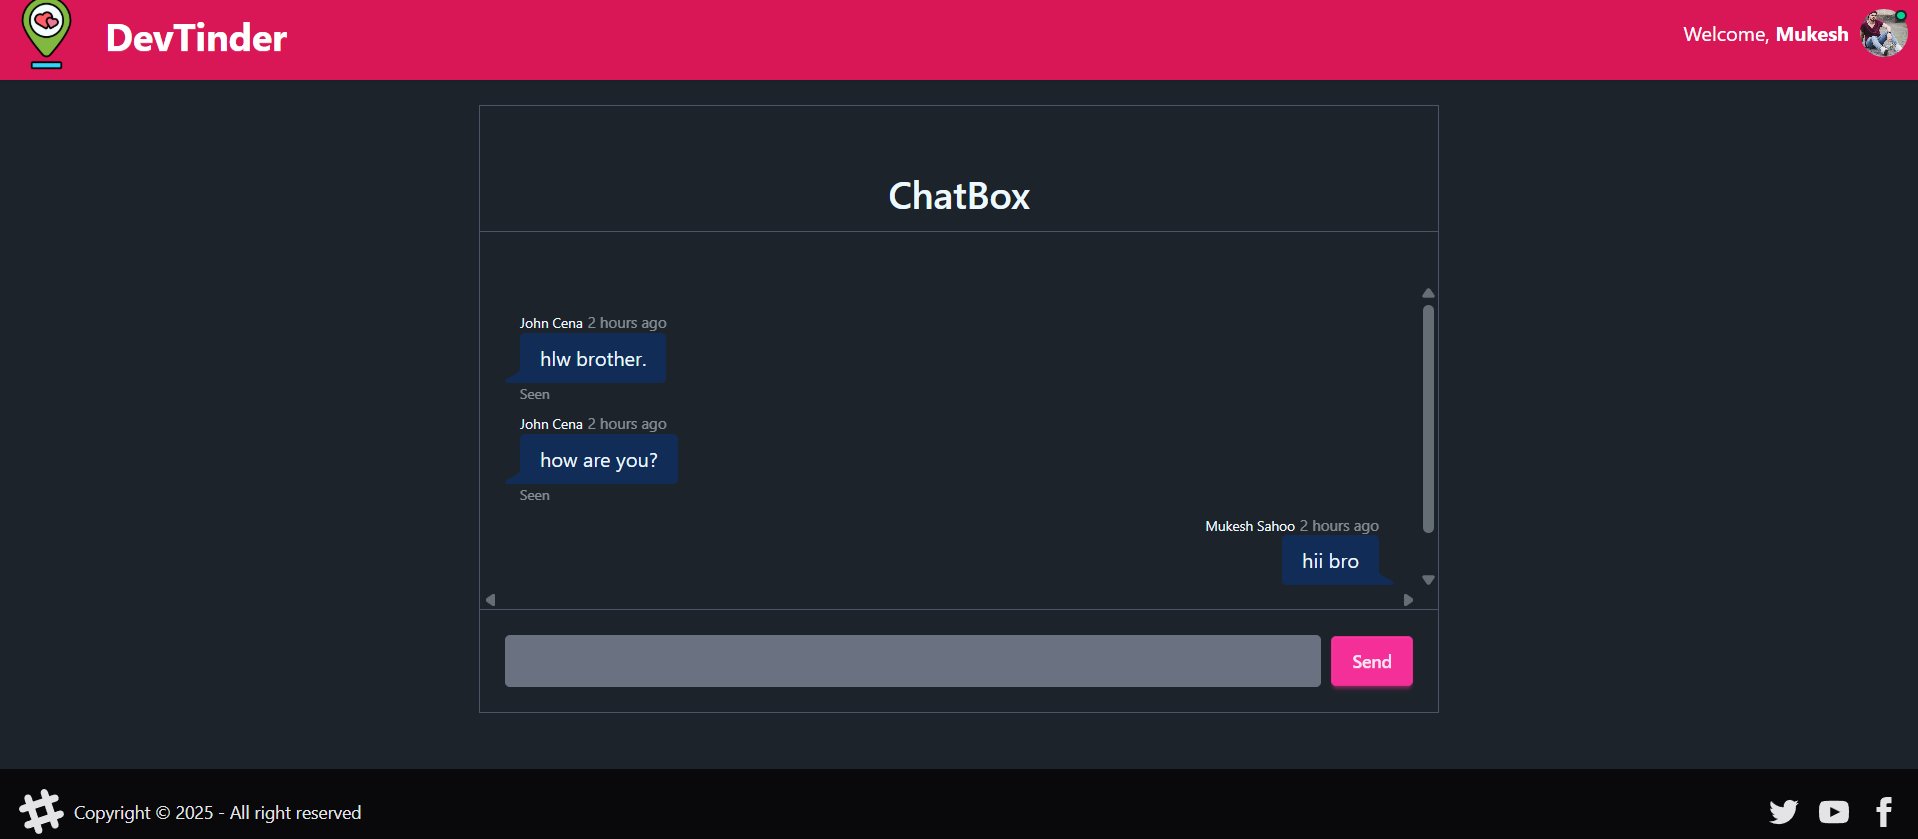 DevTinder
Welcome, Mukesh
ChatBox
John Cena 2 hours ago
hlw brother.
Seen
John Cena 2 hours ago
how are you?
Seen
Mukesh Sahoo 2 hours ago
hii bro
Send
Copyright © 2025 - All right reserved